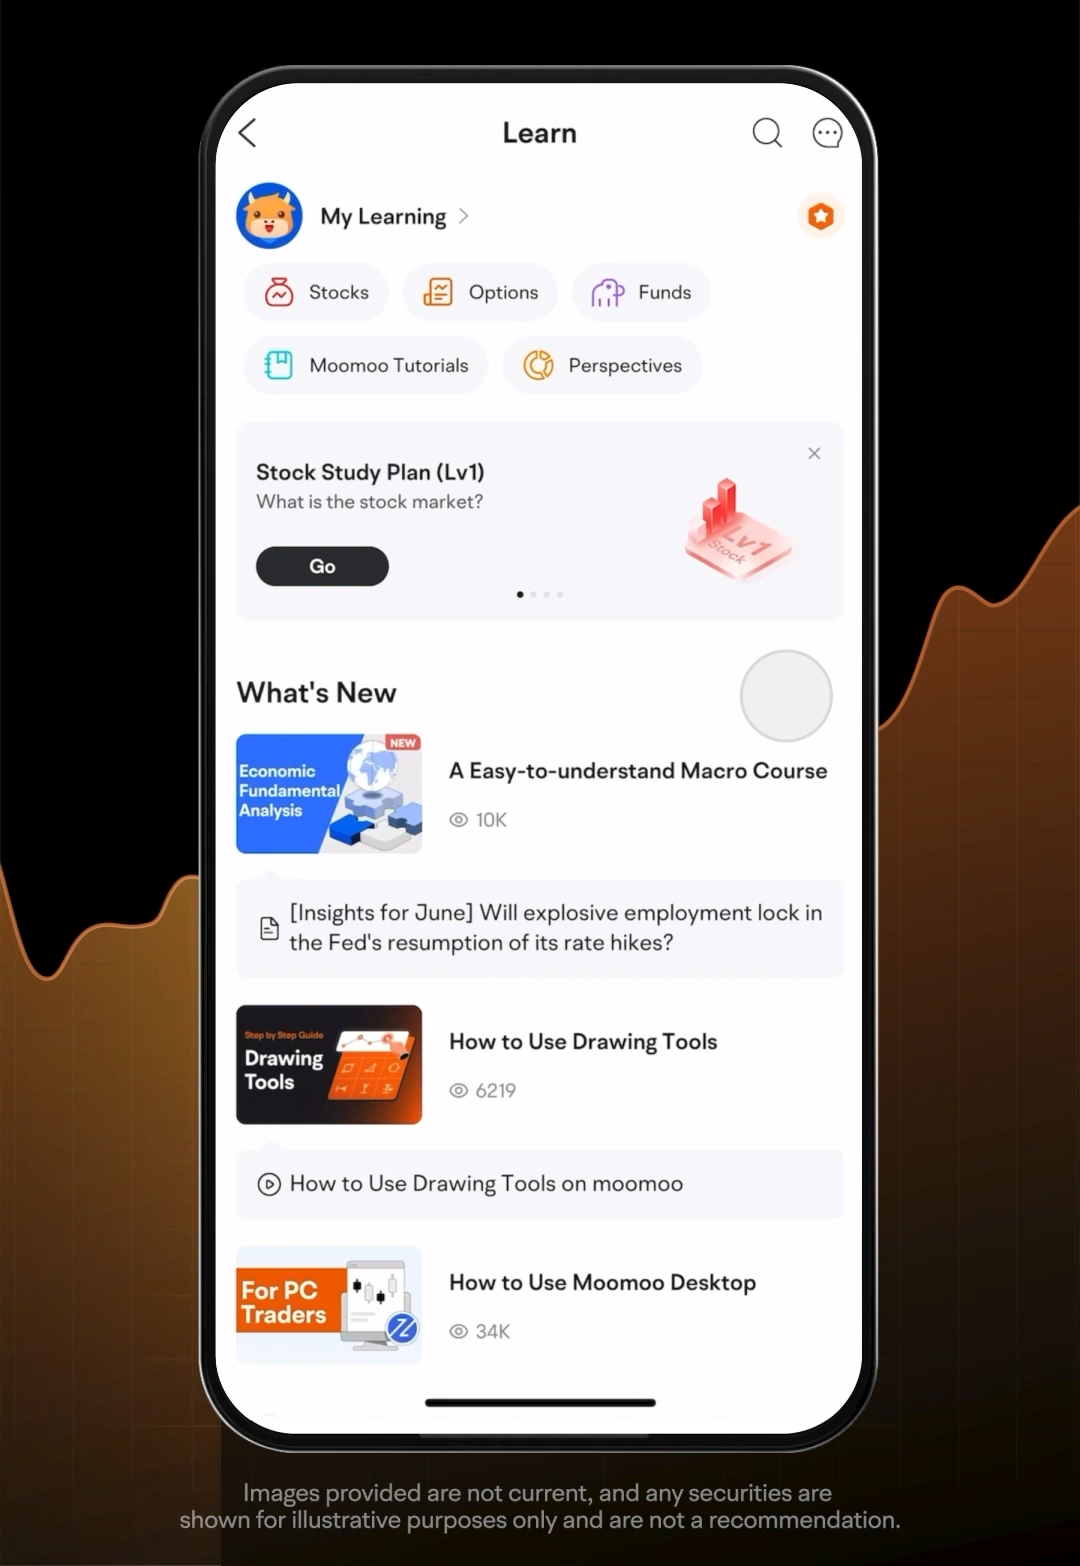 Learn
My Learning
Stocks
Options
Funds
Moomoo Tutorials
Perspectives
Stock Study Plan (Lv1)
What is the stock market?
Go
Lv1
Stock
What's New
NEW
Economic
Fundamental
Analysis
A Easy-to-understand Macro Course
10K
[Insights for June] Will explosive employment lock in
the Fed's resumption of its rate hikes?
Step by Step Guide
Drawing
Tools
How to Use Drawing Tools
6219
How to Use Drawing Tools on moomoo
For PC
Traders
How to Use Moomoo Desktop
34K
Images provided are not current, and any securities are
shown for illustrative purposes only and are not a recommendation.